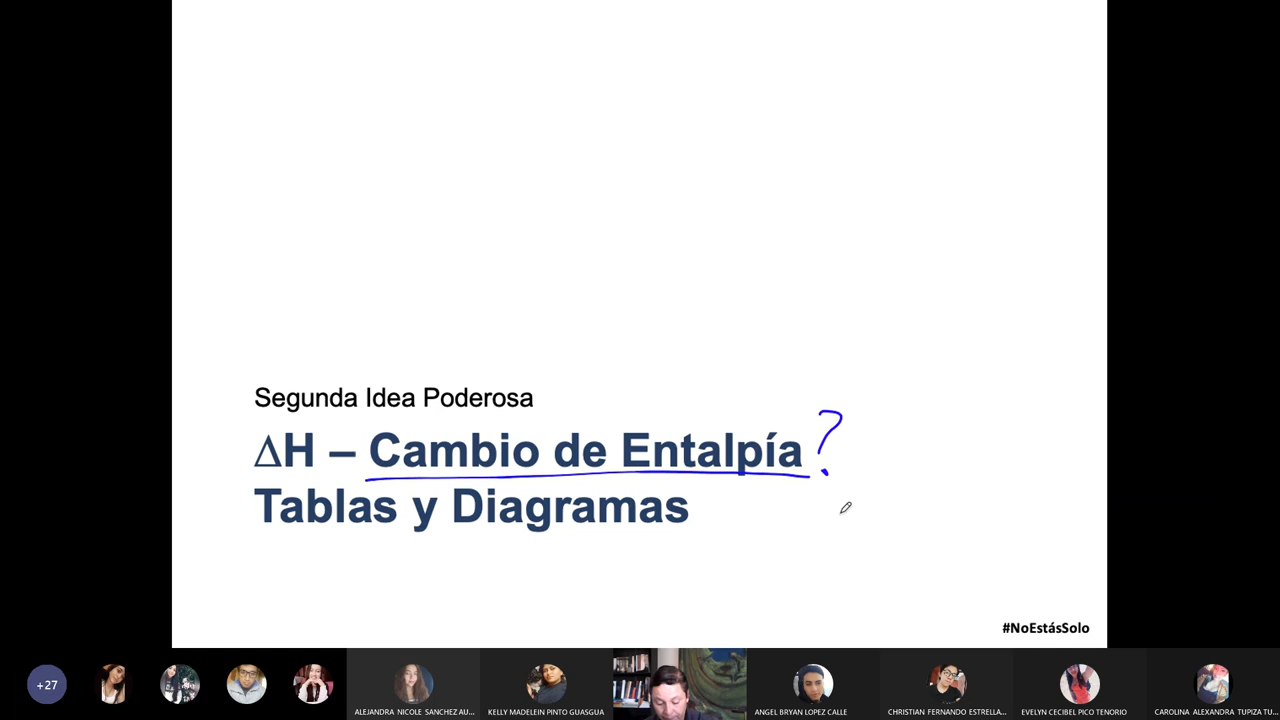 Segunda Idea Poderosa
ΔH – Cambio de Entalpía ?
Tablas y Diagramas
#NoEstásSolo
+27
ALEJANDRA NICOLE SANCHEZ AU...
KELLY MADELEIN PINTO GUASGUA
ANGEL BRYAN LOPEZ CALLE
CHRISTIAN FERNANDO ESTRELLA...
EVELYN CECIBEL PICO TENORIO
CAROLINA ALEXANDRA TUPIZA TU...